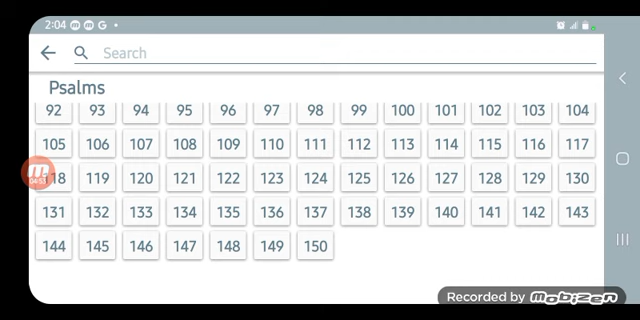 2:04
Search
Psalms
92 93 94 95 96 97 98 99 100 101 102 103 104
105 106 107 108 109 110 111 112 113 114 115 116 117
118 119 120 121 122 123 124 125 126 127 128 129 130
131 132 133 134 135 136 137 138 139 140 141 142 143
144 145 146 147 148 149 150
Recorded by Mobizen